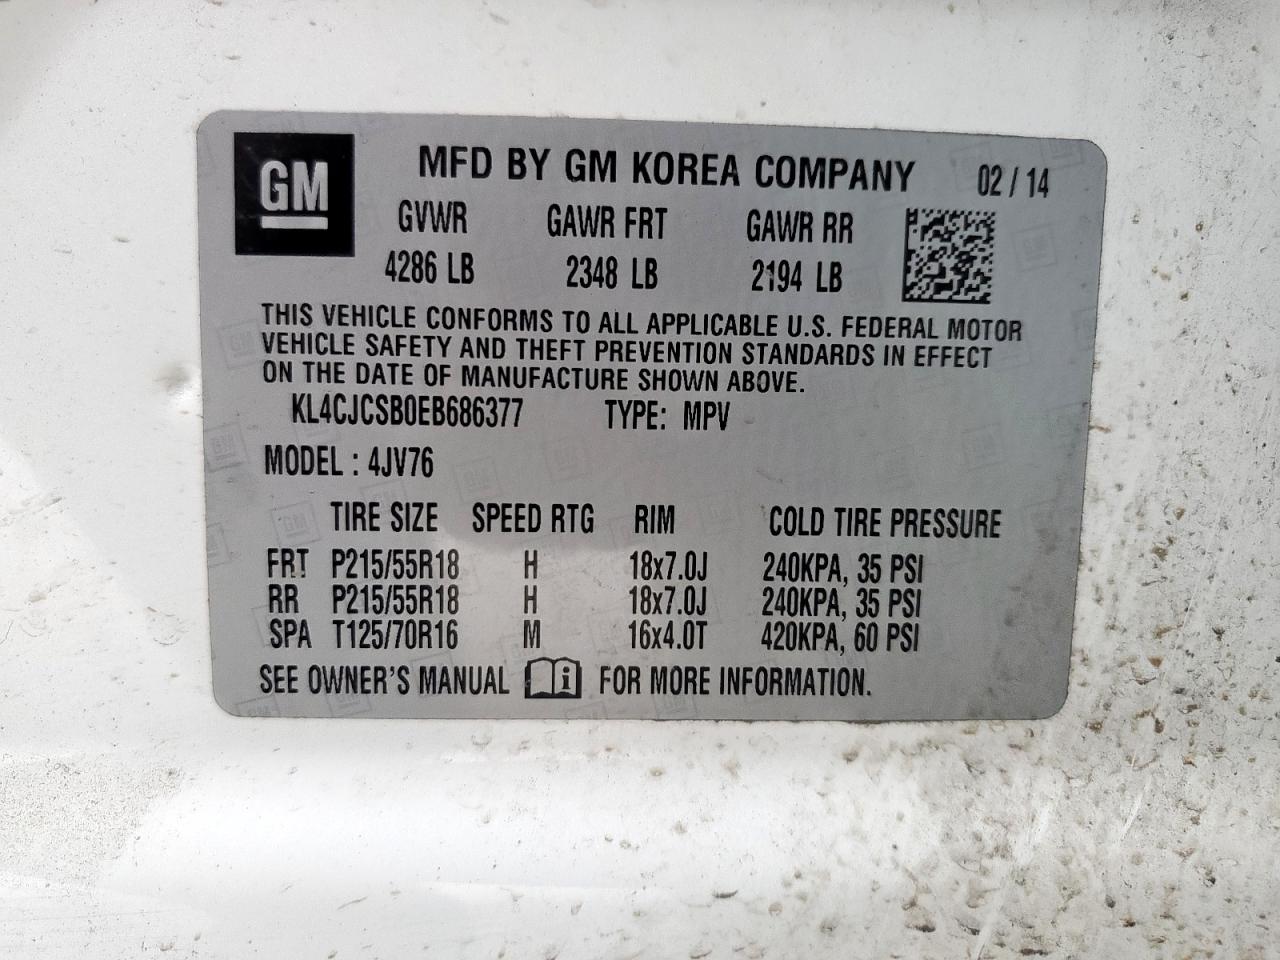 GM
MFD BY GM KOREA COMPANY 02 / 14
GVWR GAWR FRT GAWR RR
4286 LB 2348 LB 2194 LB
THIS VEHICLE CONFORMS TO ALL APPLICABLE U.S. FEDERAL MOTOR
VEHICLE SAFETY AND THEFT PREVENTION STANDARDS IN EFFECT
ON THE DATE OF MANUFACTURE SHOWN ABOVE.
KL4CJCSB0EB686377 TYPE: MPV
MODEL : 4JV76
TIRE SIZE SPEED RTG RIM COLD TIRE PRESSURE
FRT P215/55R18 H 18x7.0J 240KPA, 35 PSI
RR P215/55R18 H 18x7.0J 240KPA, 35 PSI
SPA T125/70R16 M 16x4.0T 420KPA, 60 PSI
SEE OWNER'S MANUAL i FOR MORE INFORMATION.